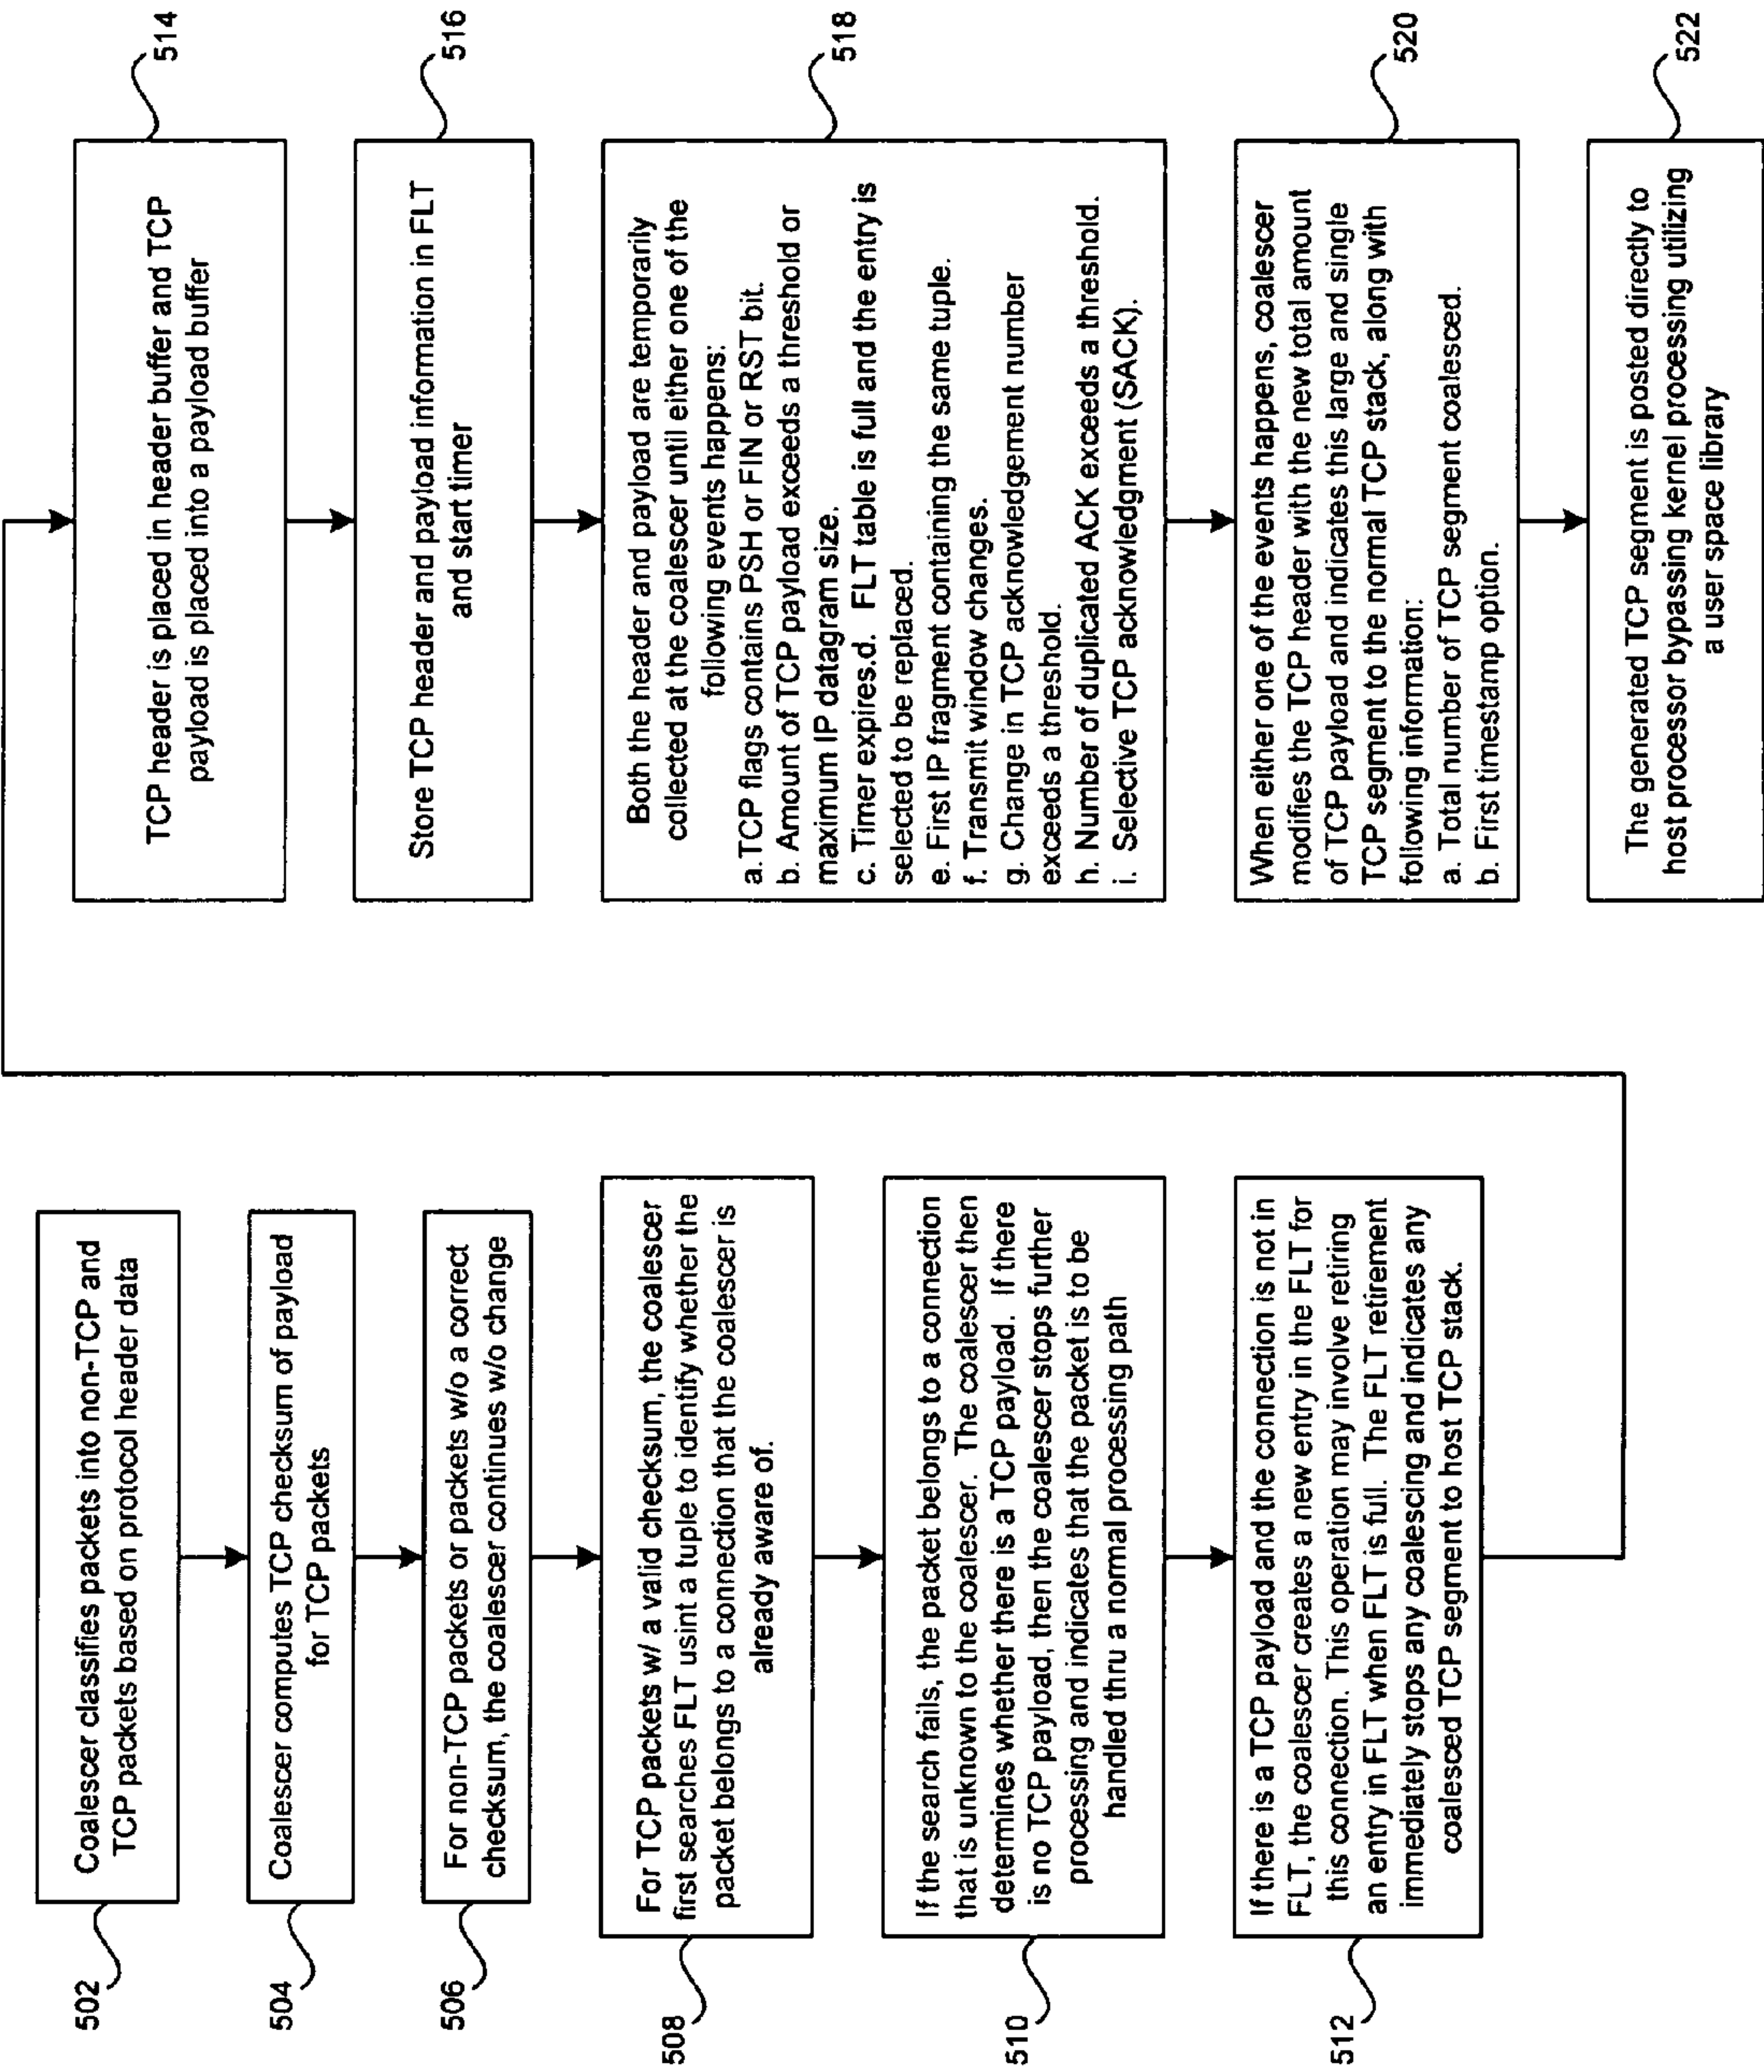 502
Coalescer classifies packets into non-TCP and
TCP packets based on protocol header data
504
Coalescer computes TCP checksum of payload
for TCP packets
506
For non-TCP packets or packets w/o a correct
checksum, the coalescer continues w/o change
508
For TCP packets w/ a valid checksum, the coalescer
first searches FLT usint a tuple to identify whether the
packet belongs to a connection that the coalescer is
already aware of.
510
If the search fails, the packet belongs to a connection
that is unknown to the coalescer. The coalescer then
determines whether there is a TCP payload. If there
is no TCP payload, then the coalescer stops further
processing and indicates that the packet is to be
handled thru a normal processing path
512
If there is a TCP payload and the connection is not in
FLT, the coalescer creates a new entry in the FLT for
this connection. This operation may involve retiring
an entry in FLT when FLT is full. The FLT retirement
immediately stops any coalescing and indicates any
coalesced TCP segment to host TCP stack.
514
TCP header is placed in header buffer and TCP
payload is placed into a payload buffer
516
Store TCP header and payload infomation in FLT
and start timer
518
Both the header and payload are temporarily
collected at the coalescer until either one of the
following events happens:
a. TCP flags contains PSH or FIN or RST bit.
b. Amount of TCP payload exceeds a threshold or
maximum IP datagram size.
c. Timer expires.d. FLT table is full and the entry is
selected to be replaced.
e. First IP fragment containing the same tuple.
f. Transmit window changes.
g. Change in TCP acknowledgement number
exceeds a threshold.
h. Number of duplicated ACK exceeds a threshold.
i. Selective TCP acknowledgment (SACK).
520
When either one of the events happens, coalescer
modifies the TCP header with the new total amount
of TCP payload and indicates this large and single
TCP segment to the normal TCP stack, along with
following information:
a. Total number of TCP segment coalesced.
b. First timestamp option.
522
The generated TCP segment is posted directly to
host processor bypassing kernel processing utilizing
a user space library